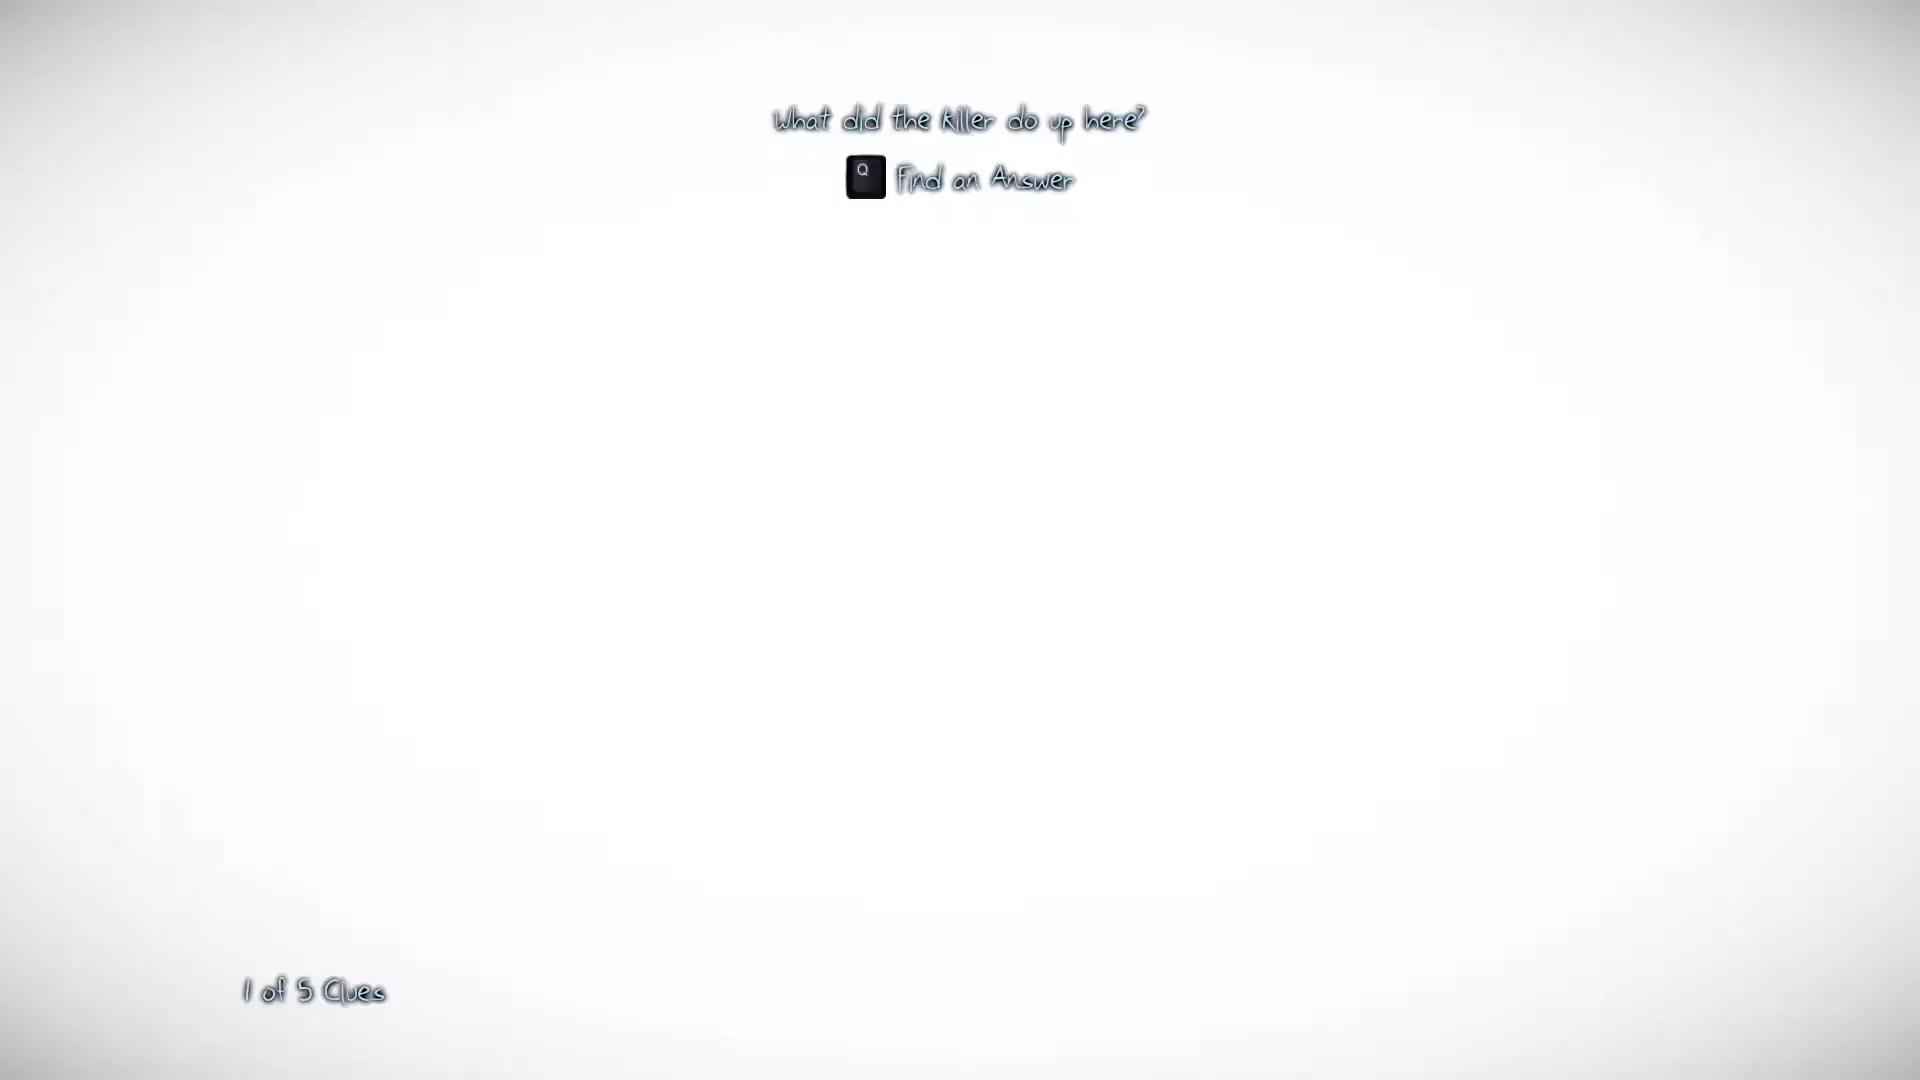 What did the killer do up here?
Q Find an Answer
1 of 5 Clues